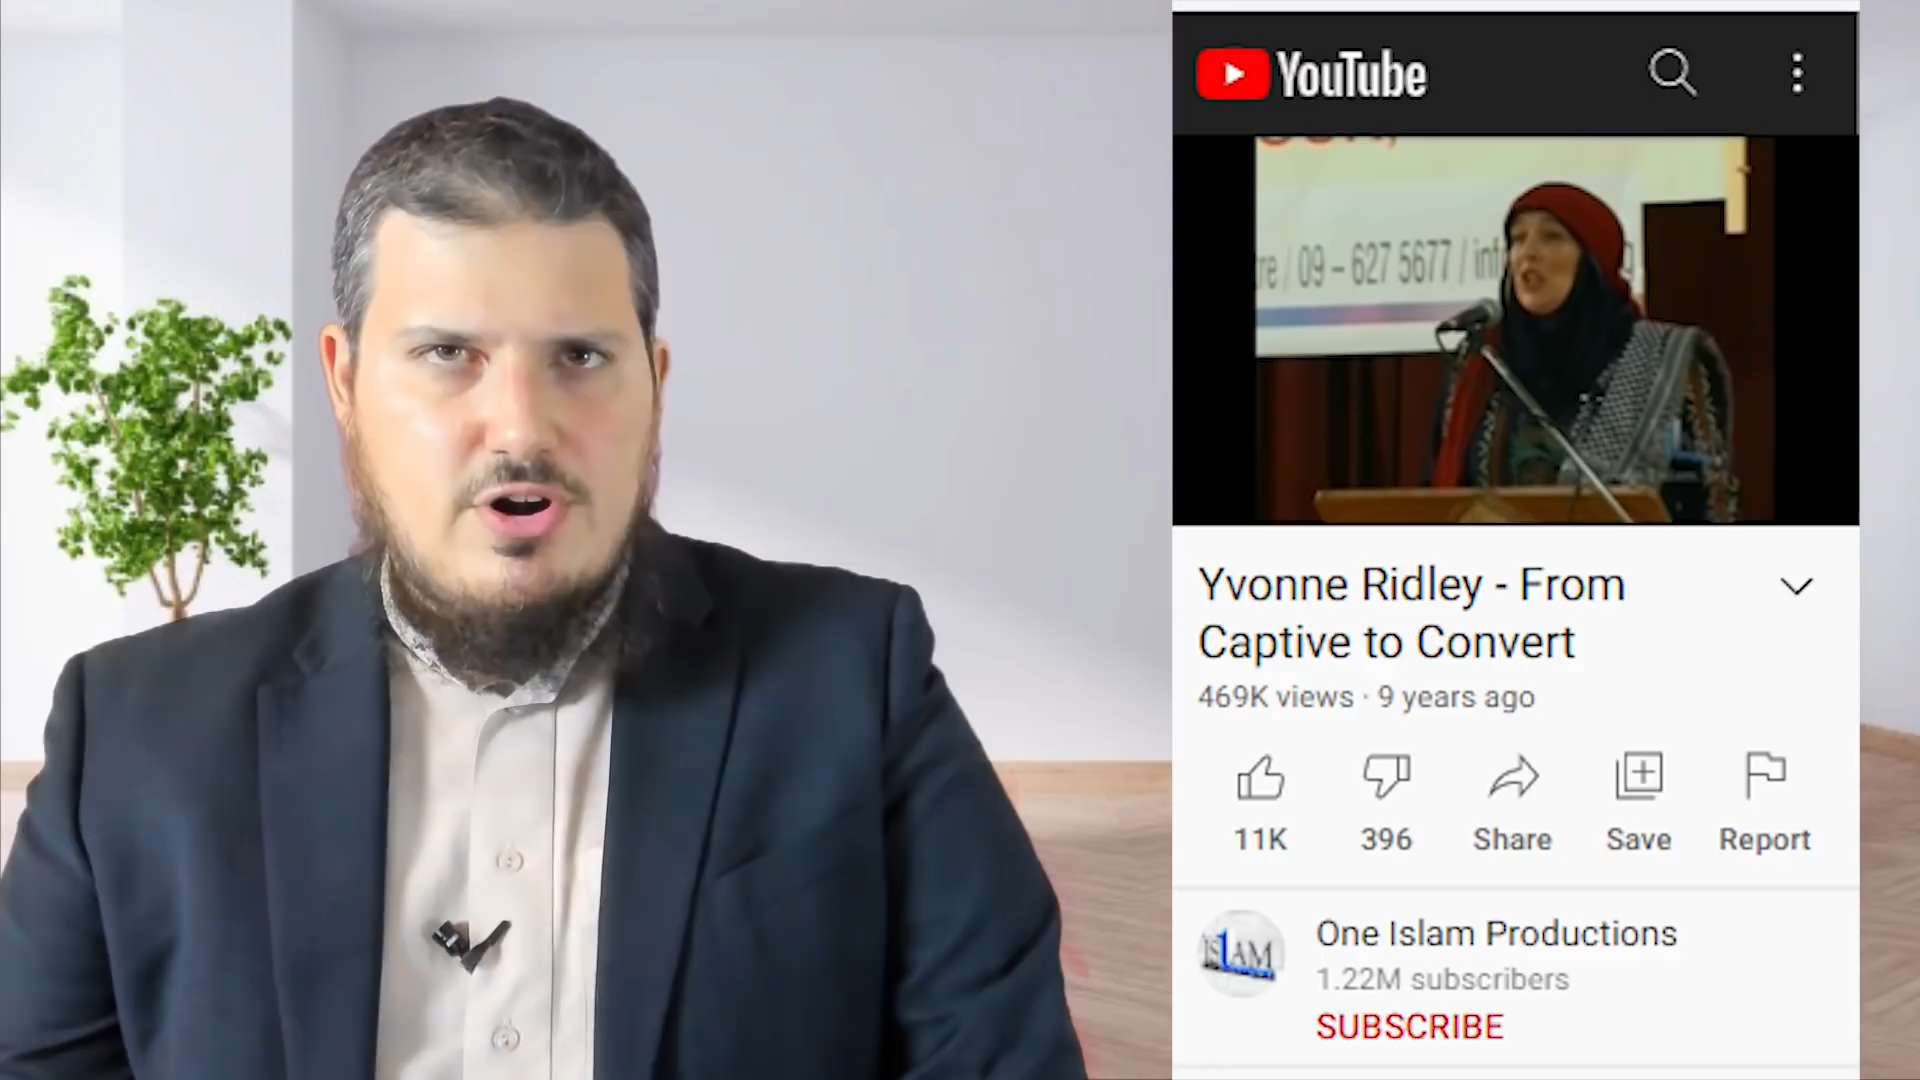 YouTube
re / 09 – 627 5677 / inf
Yvonne Ridley - From
Captive to Convert
469K views · 9 years ago
11K
396
Share
Save
Report
ISLAM
One Islam Productions
1.22M subscribers
SUBSCRIBE